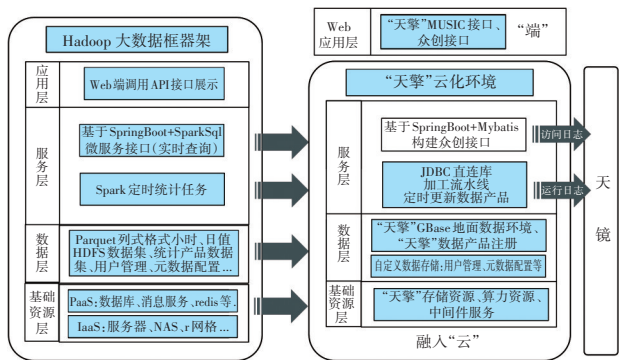 Hadoop 大数据框器架
应用层
Web端调用API接口展示
服务层
基于SpringBoot+SparkSql
微服务接口(实时查询)
Spark 定时统计任务
数据层
Parquet 列式格式小时、日值
HDFS数据集、统计产品数据
集、用户管理、元数据配置...
基础资源层
PaaS:数据库、消息服务、redis等.
IaaS:服务器、NAS、r网格...
Web
应用层
“天擎”MUSIC接口、
众创接口
“端”
“天擎”云化环境
服务层
基于SpringBoot+Mybatis
构建众创接口
JDBC直连库
加工流水线
定时更新数据产品
数据层
“天擎”GBase地面数据环境、
“天擎”数据产品注册
自定义数据存储:用户管理、元数据配置等
基础资源层
“天擎”存储资源、算力资源、
中间件服务
融入“云”
访问日志
运行日志
天镜